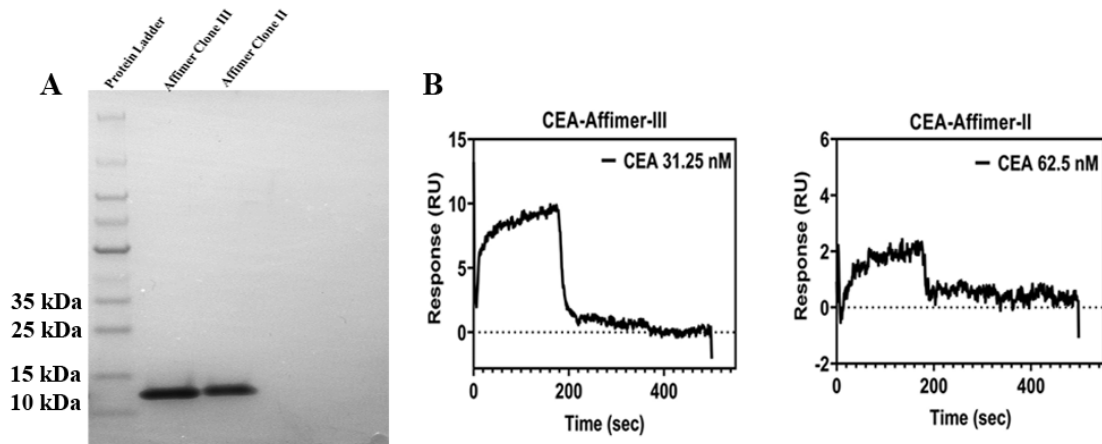 Protein Ladder
Affimer Clone III
Affimer Clone II
A
35 kDa
25 kDa
15 kDa
10 kDa
B
CEA-Affimer-III
CEA 31.25 nM
Response (RU)
15
10
5
0
0
200
400
Time (sec)
CEA-Affimer-II
CEA 62.5 nM
Response (RU)
6
4
2
0
-2
0
200
400
Time (sec)